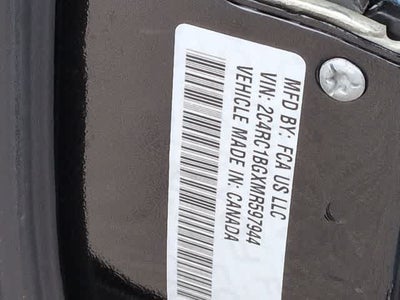 MFD BY: FCA US LLC
VIN: 2C4RC1BGXMR597944
VEHICLE MADE IN: CANADA